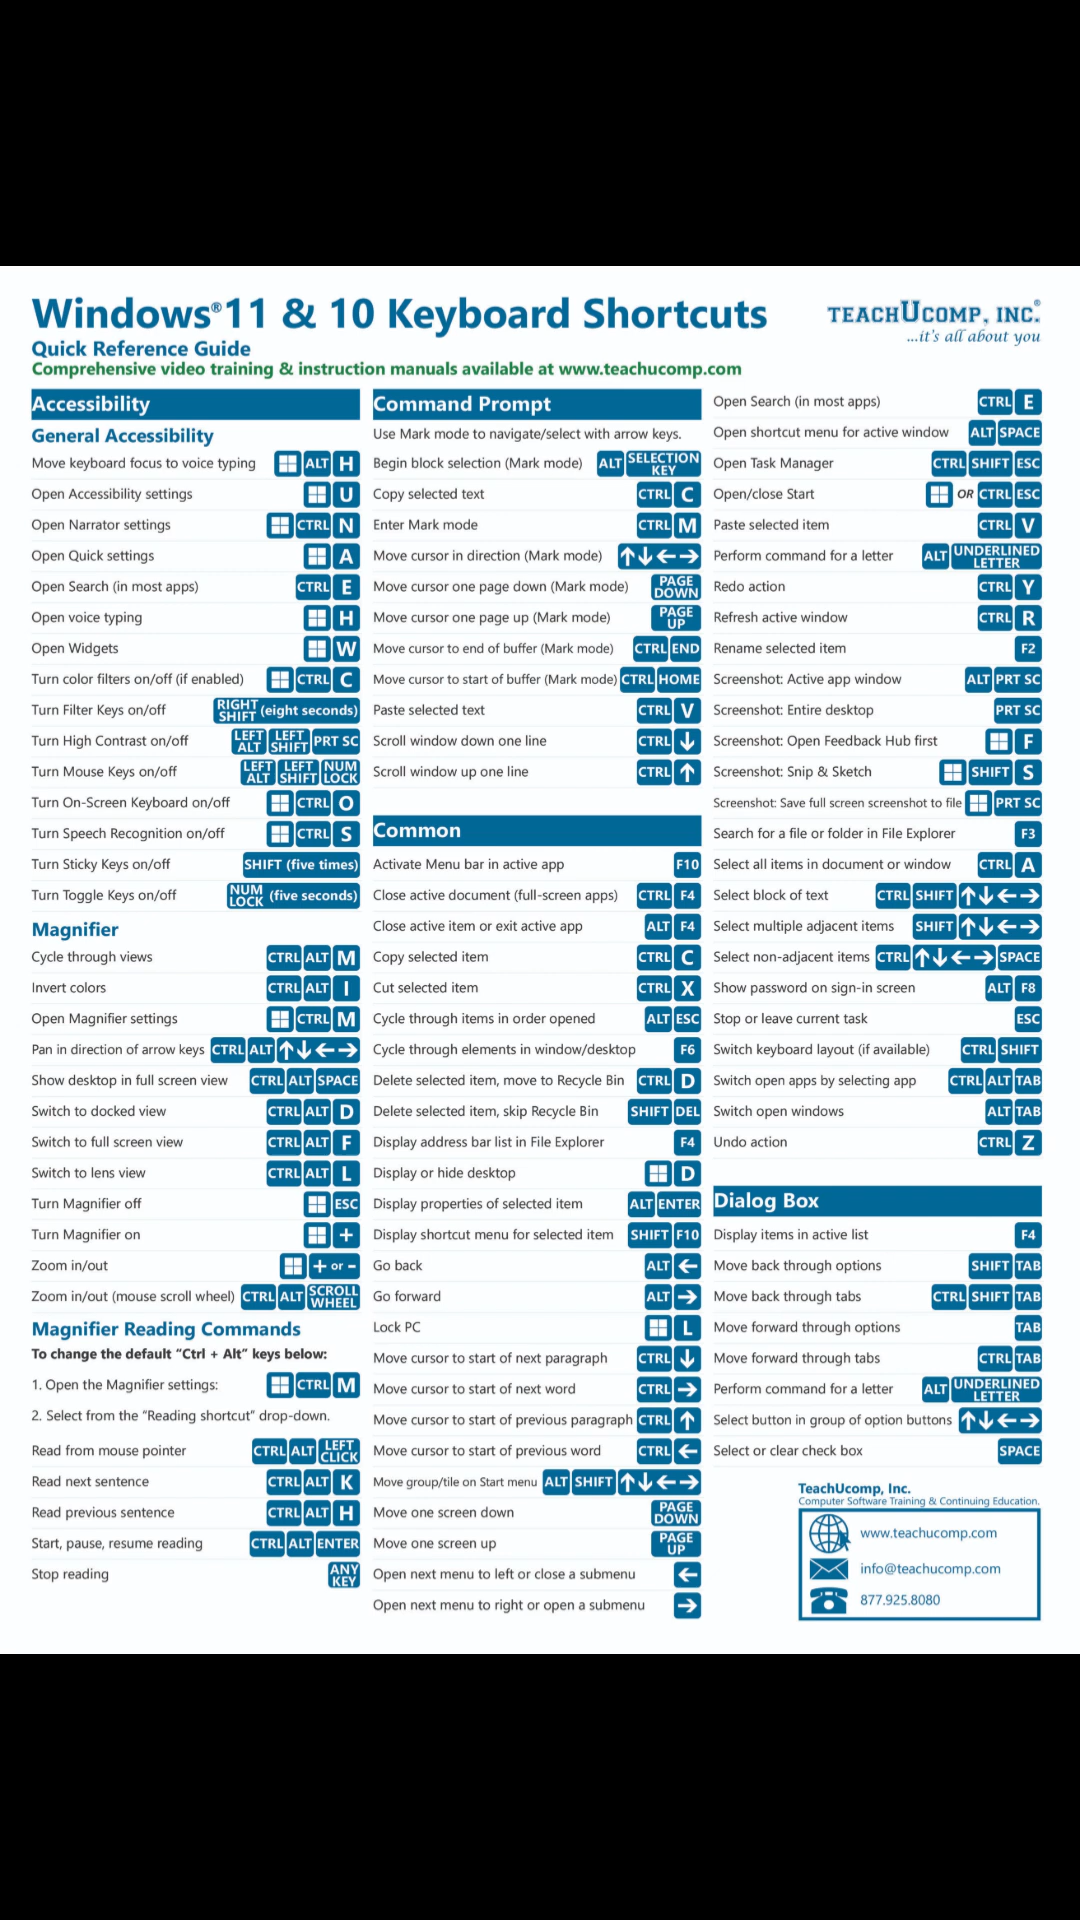 Windows®11 & 10 Keyboard Shortcuts
Quick Reference Guide
Comprehensive video training & instruction manuals available at www.teachucomp.com
TEACHUCOMP, INC.®
...it's all about you
Accessibility
General Accessibility
Move keyboard focus to voice typing ALT H
Open Accessibility settings U
Open Narrator settings CTRL N
Open Quick settings A
Open Search (in most apps) CTRL E
Open voice typing H
Open Widgets W
Turn color filters on/off (if enabled) CTRL C
Turn Filter Keys on/off RIGHT SHIFT (eight seconds)
Turn High Contrast on/off LEFT ALT LEFT SHIFT PRT SC
Turn Mouse Keys on/off LEFT ALT LEFT SHIFT NUM LOCK
Turn On-Screen Keyboard on/off CTRL O
Turn Speech Recognition on/off CTRL S
Turn Sticky Keys on/off SHIFT (five times)
Turn Toggle Keys on/off NUM LOCK (five seconds)
Magnifier
Cycle through views CTRL ALT M
Invert colors CTRL ALT I
Open Magnifier settings CTRL M
Pan in direction of arrow keys CTRL ALT ↑↓←→
Show desktop in full screen view CTRL ALT SPACE
Switch to docked view CTRL ALT D
Switch to full screen view CTRL ALT F
Switch to lens view CTRL ALT L
Turn Magnifier off ESC
Turn Magnifier on +
Zoom in/out + or -
Zoom in/out (mouse scroll wheel) CTRL ALT SCROLL WHEEL
Magnifier Reading Commands
To change the default “Ctrl + Alt” keys below:
1. Open the Magnifier settings: CTRL M
2. Select from the “Reading shortcut” drop-down.
Read from mouse pointer CTRL ALT LEFT CLICK
Read next sentence CTRL ALT K
Read previous sentence CTRL ALT H
Start, pause, resume reading CTRL ALT ENTER
Stop reading ANY KEY
Command Prompt
Use Mark mode to navigate/select with arrow keys.
Begin block selection (Mark mode) ALT SELECTION KEY
Copy selected text CTRL C
Enter Mark mode CTRL M
Move cursor in direction (Mark mode) ↑↓←→
Move cursor one page down (Mark mode) PAGE DOWN
Move cursor one page up (Mark mode) PAGE UP
Move cursor to end of buffer (Mark mode) CTRL END
Move cursor to start of buffer (Mark mode) CTRL HOME
Paste selected text CTRL V
Scroll window down one line CTRL ↓
Scroll window up one line CTRL ↑
Common
Activate Menu bar in active app F10
Close active document (full-screen apps) CTRL F4
Close active item or exit active app ALT F4
Copy selected item CTRL C
Cut selected item CTRL X
Cycle through items in order opened ALT ESC
Cycle through elements in window/desktop F6
Delete selected item, move to Recycle Bin CTRL D
Delete selected item, skip Recycle Bin SHIFT DEL
Display address bar list in File Explorer F4
Display or hide desktop D
Display properties of selected item ALT ENTER
Display shortcut menu for selected item SHIFT F10
Go back ALT ←
Go forward ALT →
Lock PC L
Move cursor to start of next paragraph CTRL ↓
Move cursor to start of next word CTRL →
Move cursor to start of previous paragraph CTRL ↑
Move cursor to start of previous word CTRL ←
Move group/tile on Start menu ALT SHIFT ↑↓←→
Move one screen down PAGE DOWN
Move one screen up PAGE UP
Open next menu to left or close a submenu ←
Open next menu to right or open a submenu →
Open Search (in most apps) CTRL E
Open shortcut menu for active window ALT SPACE
Open Task Manager CTRL SHIFT ESC
Open/close Start OR CTRL ESC
Paste selected item CTRL V
Perform command for a letter ALT UNDERLINED LETTER
Redo action CTRL Y
Refresh active window CTRL R
Rename selected item F2
Screenshot: Active app window ALT PRT SC
Screenshot: Entire desktop PRT SC
Screenshot: Open Feedback Hub first F
Screenshot: Snip & Sketch SHIFT S
Screenshot: Save full screen screenshot to file PRT SC
Search for a file or folder in File Explorer F3
Select all items in document or window CTRL A
Select block of text CTRL SHIFT ↑↓←→
Select multiple adjacent items SHIFT ↑↓←→
Select non-adjacent items CTRL ↑↓←→ SPACE
Show password on sign-in screen ALT F8
Stop or leave current task ESC
Switch keyboard layout (if available) CTRL SHIFT
Switch open apps by selecting app CTRL ALT TAB
Switch open windows ALT TAB
Undo action CTRL Z
Dialog Box
Display items in active list F4
Move back through options SHIFT TAB
Move back through tabs CTRL SHIFT TAB
Move forward through options TAB
Move forward through tabs CTRL TAB
Perform command for a letter ALT UNDERLINED LETTER
Select button in group of option buttons ↑↓←→
Select or clear check box SPACE
TeachUcomp, Inc.
Computer Software Training & Continuing Education.
www.teachucomp.com
info@teachucomp.com
877.925.8080